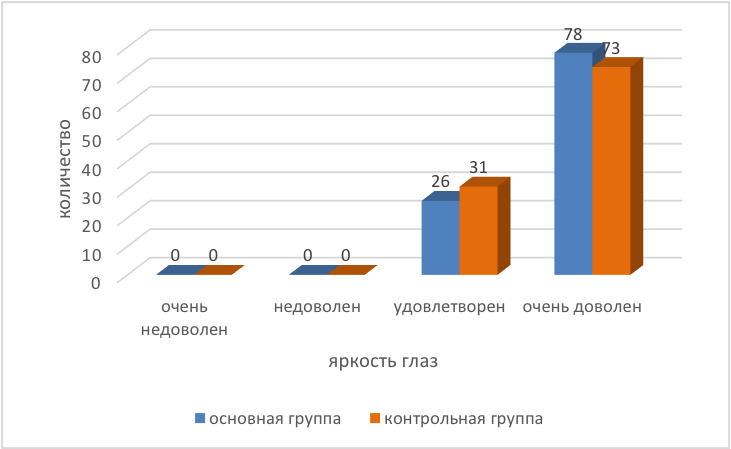 78
73
31
26
0 0 0 0
80
70
60
50
40
30
20
10
0
количество
очень
недоволен
недоволен
удовлетворен
очень доволен
яркость глаз
основная группа
контрольная группа